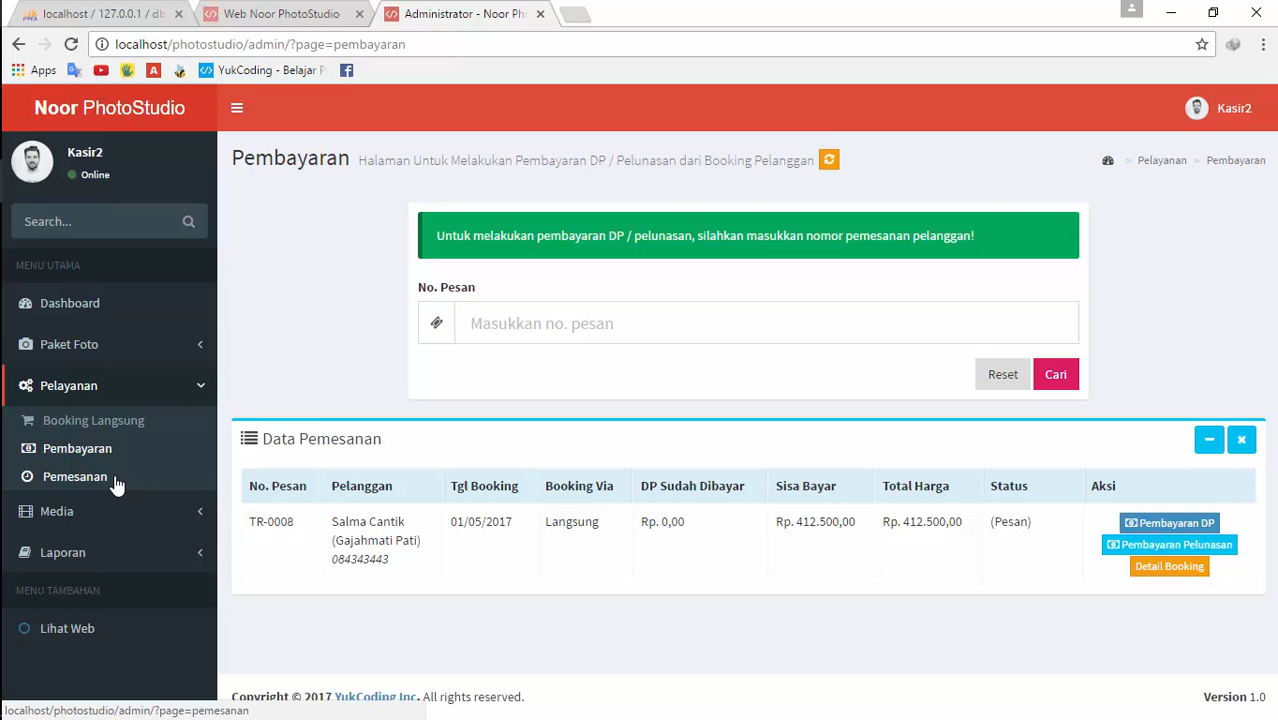 localhost / 127.0.0.1 / db
Web Noor PhotoStudio
Administrator - Noor Pho
localhost/photostudio/admin/?page=pembayaran
Apps
YukCoding - Belajar P
Noor PhotoStudio
Kasir2
Kasir2
Online
Search...
MENU UTAMA
Dashboard
Paket Foto
Pelayanan
Booking Langsung
Pembayaran
Pemesanan
Media
Laporan
MENU TAMBAHAN
Lihat Web
Pembayaran Halaman Untuk Melakukan Pembayaran DP / Pelunasan dari Booking Pelanggan
> Pelayanan > Pembayaran
Untuk melakukan pembayaran DP / pelunasan, silahkan masukkan nomor pemesanan pelanggan!
No. Pesan
Masukkan no. pesan
Reset Cari
Data Pemesanan
No. Pesan Pelanggan Tgl Booking Booking Via DP Sudah Dibayar Sisa Bayar Total Harga Status Aksi
TR-0008 Salma Cantik 01/05/2017 Langsung Rp. 0,00 Rp. 412.500,00 Rp. 412.500,00 (Pesan) Pembayaran DP
(Gajahmati Pati) Pembayaran Pelunasan
084343443 Detail Booking
Copyright © 2017 YukCoding Inc. All rights reserved.
Version 1.0
localhost/photostudio/admin/?page=pemesanan